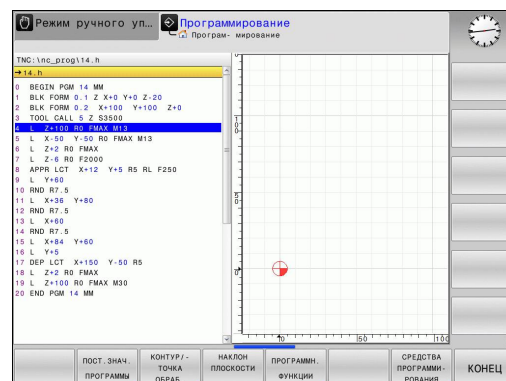 Режим ручного уп...
Программирование
Програм- мирование
TNC:\nc_prog\14.h
→14.h
0 BEGIN PGM 14 MM
1 BLK FORM 0.1 Z X+0 Y+0 Z-20
2 BLK FORM 0.2 X+100 Y+100 Z+0
3 TOOL CALL 5 Z S3500
4 L Z+100 R0 FMAX M13
5 L X-50 Y-50 R0 FMAX M13
6 L Z+2 R0 FMAX
7 L Z-6 R0 F2000
8 APPR LCT X+12 Y+5 R5 RL F250
9 L Y+60
10 RND R7.5
11 L X+36 Y+80
12 RND R7.5
13 L X+60
14 RND R7.5
15 L X+84 Y+60
16 L Y+5
17 DEP LCT X+150 Y-50 R5
18 L Z+2 R0 FMAX
19 L Z+100 R0 FMAX M30
20 END PGM 14 MM
100
50
0
0
50
100
ПОСТ.ЗНАЧ.
ПРОГРАММЫ
КОНТУР/-
ТОЧКА
ОБРАБ.
НАКЛОН
ПЛОСКОСТИ
ПРОГРАММН.
ФУНКЦИИ
СРЕДСТВА
ПРОГРАММИ-
РОВАНИЯ
КОНЕЦ